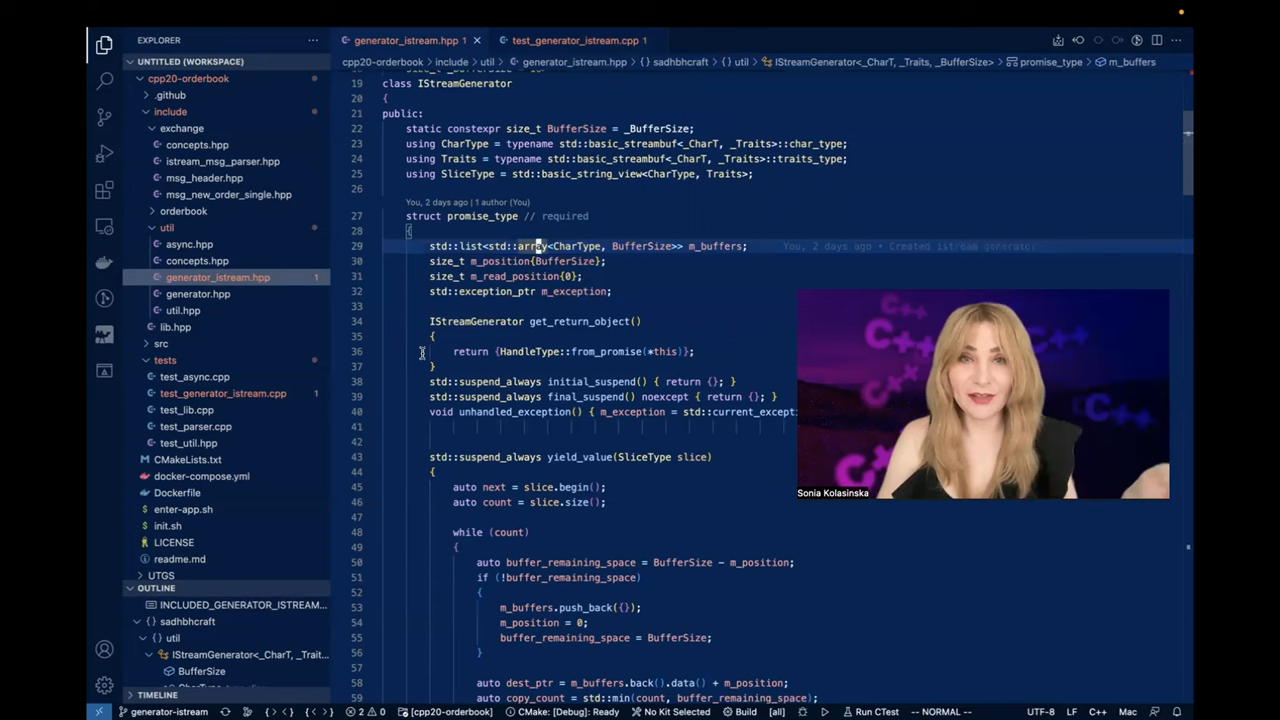 EXPLORER
generator_istream.hpp 1
test_generator_istream.cpp 1
UNTITLED (WORKSPACE)
cpp20-orderbook > include > util > generator_istream.hpp > {} sadhbhcraft > {} util > IStreamGenerator<_CharT, _Traits, _BufferSize> > promise_type > m_buffers
cpp20-orderbook
.github
include
exchange
concepts.hpp
istream_msg_parser.hpp
msg_header.hpp
msg_new_order_single.hpp
orderbook
util
async.hpp
concepts.hpp
generator_istream.hpp 1
generator.hpp
util.hpp
lib.hpp
src
tests
test_async.cpp
test_generator_istream.cpp 1
test_lib.cpp
test_parser.cpp
test_util.hpp
CMakeLists.txt
docker-compose.yml
Dockerfile
enter-app.sh
init.sh
LICENSE
readme.md
UTGS
OUTLINE
INCLUDED_GENERATOR_ISTREAM...
{} sadhbhcraft
{} util
IStreamGenerator<_CharT, _Trait...
BufferSize
TIMELINE
19 class IStreamGenerator
20 {
21 public:
22 static constexpr size_t BufferSize = _BufferSize;
23 using CharType = typename std::basic_streambuf<_CharT, _Traits>::char_type;
24 using Traits = typename std::basic_streambuf<_CharT, _Traits>::traits_type;
25 using SliceType = std::basic_string_view<CharType, Traits>;
26
You, 2 days ago | 1 author (You)
27 struct promise_type // required
28 {
29 std::list<std::array<CharType, BufferSize>> m_buffers; You, 2 days ago • Created istream generator
30 size_t m_position{BufferSize};
31 size_t m_read_position{0};
32 std::exception_ptr m_exception;
33
34 IStreamGenerator get_return_object()
35 {
36 return {HandleType::from_promise(*this)};
37 }
38 std::suspend_always initial_suspend() { return {}; }
39 std::suspend_always final_suspend() noexcept { return {}; }
40 void unhandled_exception() { m_exception = std::current_excepti
41
42
43 std::suspend_always yield_value(SliceType slice)
44 {
45 auto next = slice.begin();
46 auto count = slice.size();
47
48 while (count)
49 {
50 auto buffer_remaining_space = BufferSize - m_position;
51 if (!buffer_remaining_space)
52 {
53 m_buffers.push_back({});
54 m_position = 0;
55 buffer_remaining_space = BufferSize;
56 }
57
58 auto dest_ptr = m_buffers.back().data() + m_position;
59 auto copy_count = std::min(count, buffer_remaining_space);
Sonia Kolasinska
generator-istream 2 0 [cpp20-orderbook] CMake: [Debug]: Ready No Kit Selected Build [all] Run CTest -- NORMAL -- UTF-8 LF C++ Mac